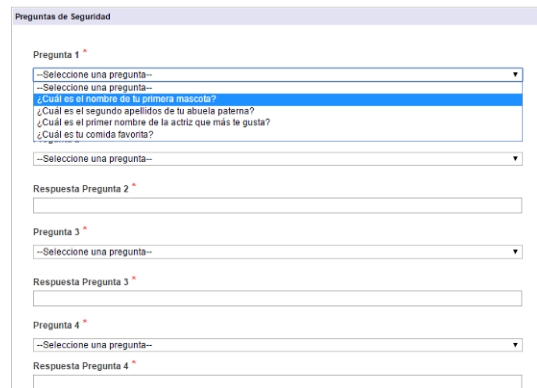 Preguntas de Seguridad
Pregunta 1 *
--Seleccione una pregunta--
--Seleccione una pregunta--
¿Cuál es el nombre de tu primera mascota?
¿Cuál es el segundo apellidos de tu abuela paterna?
¿Cuál es el primer nombre de la actriz que más te gusta?
¿Cuál es tu comida favorita?
--Seleccione una pregunta--
Respuesta Pregunta 2 *
Pregunta 3 *
--Seleccione una pregunta--
Respuesta Pregunta 3 *
Pregunta 4 *
--Seleccione una pregunta--
Respuesta Pregunta 4 *